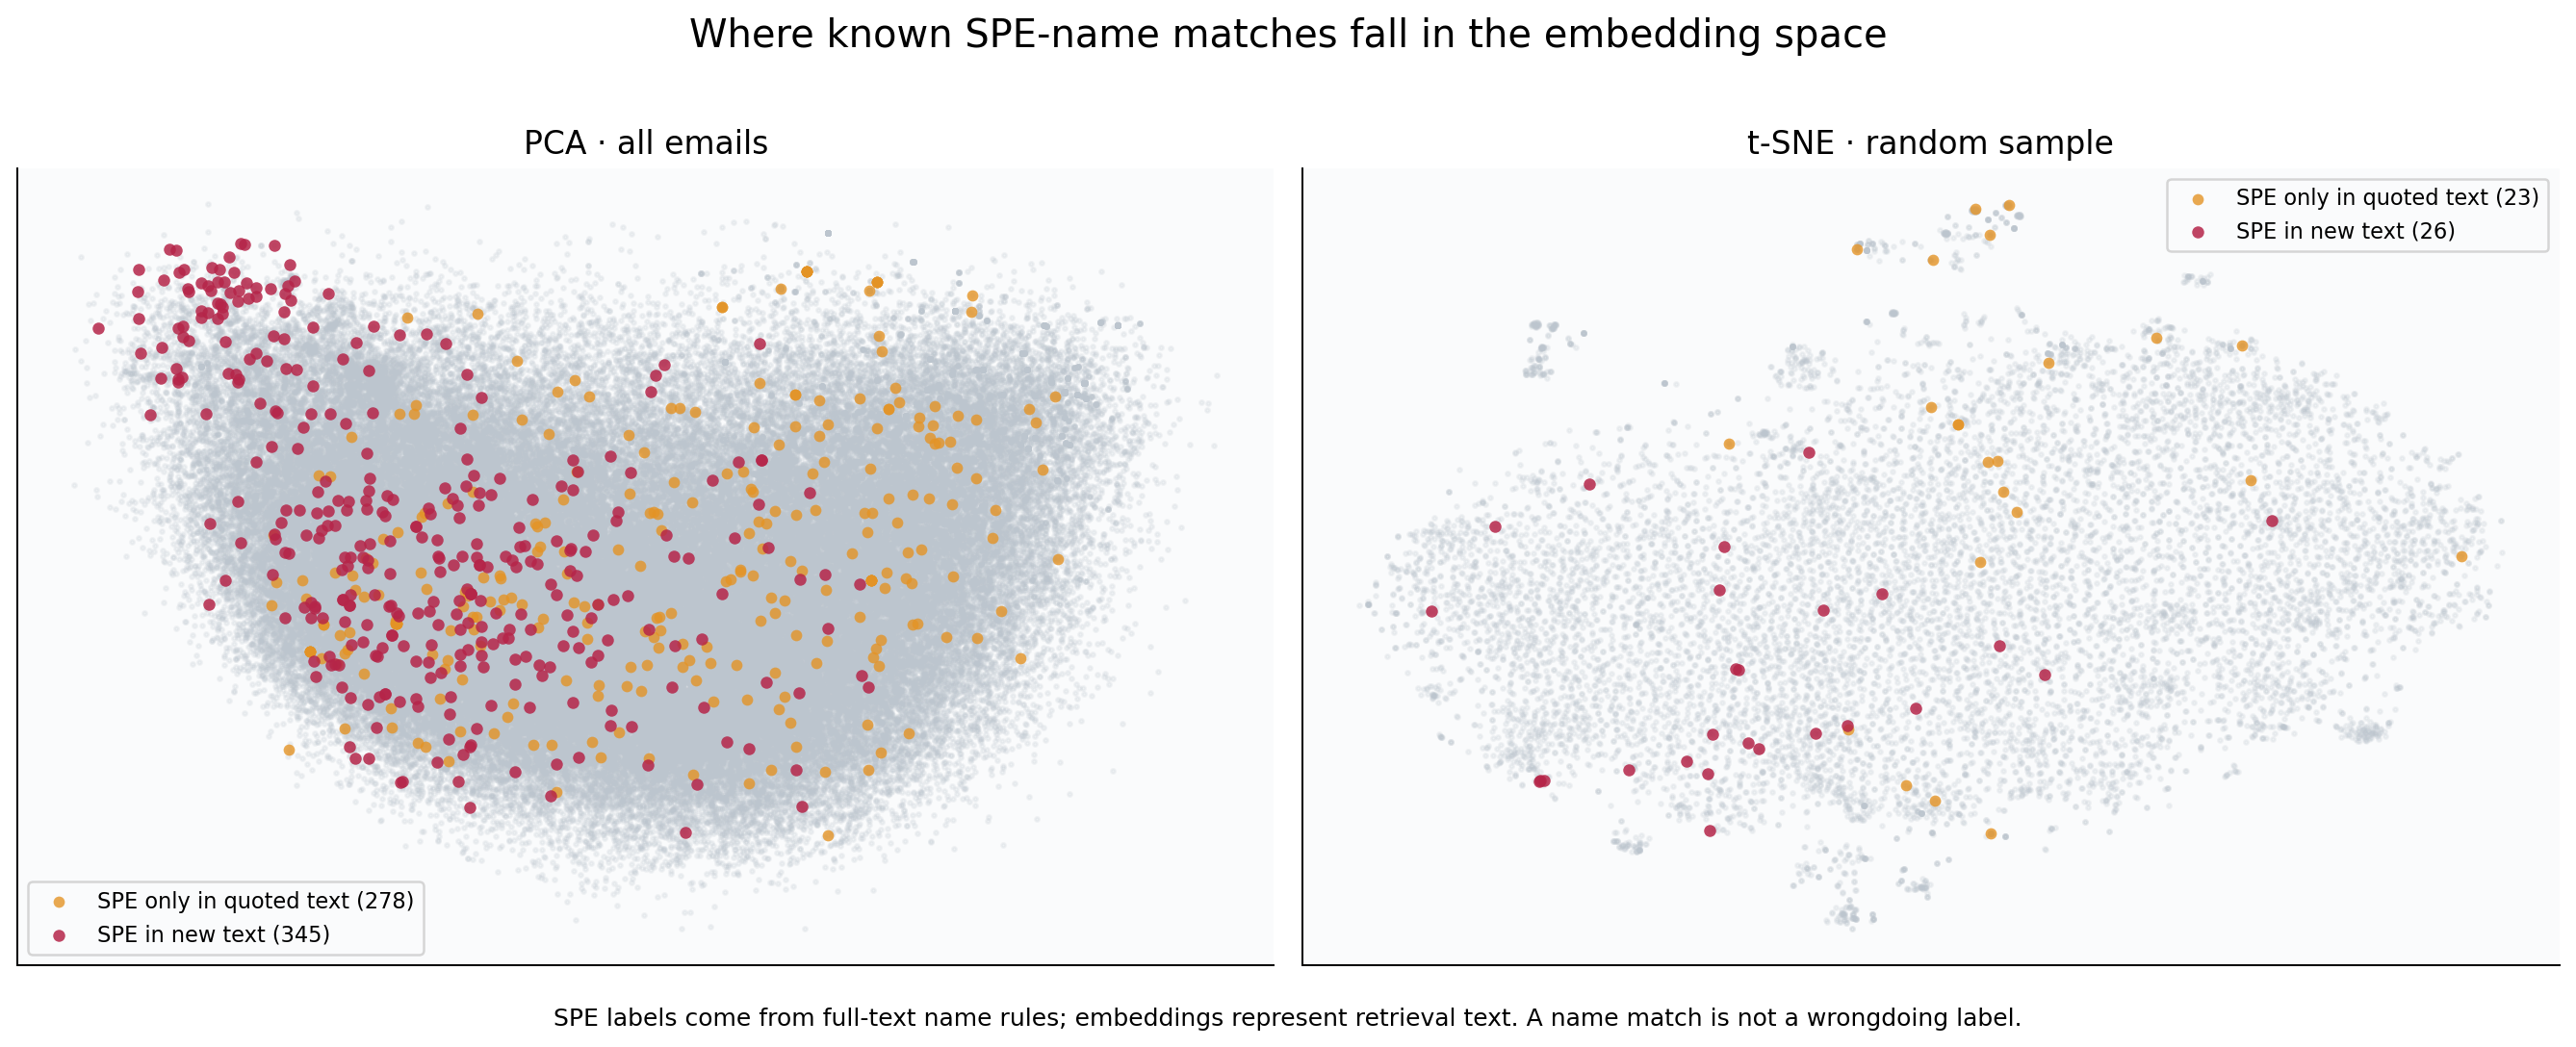 Where known SPE-name matches fall in the embedding space
PCA · all emails
SPE only in quoted text (278)
SPE in new text (345)
t-SNE · random sample
SPE only in quoted text (23)
SPE in new text (26)
SPE labels come from full-text name rules; embeddings represent retrieval text. A name match is not a wrongdoing label.